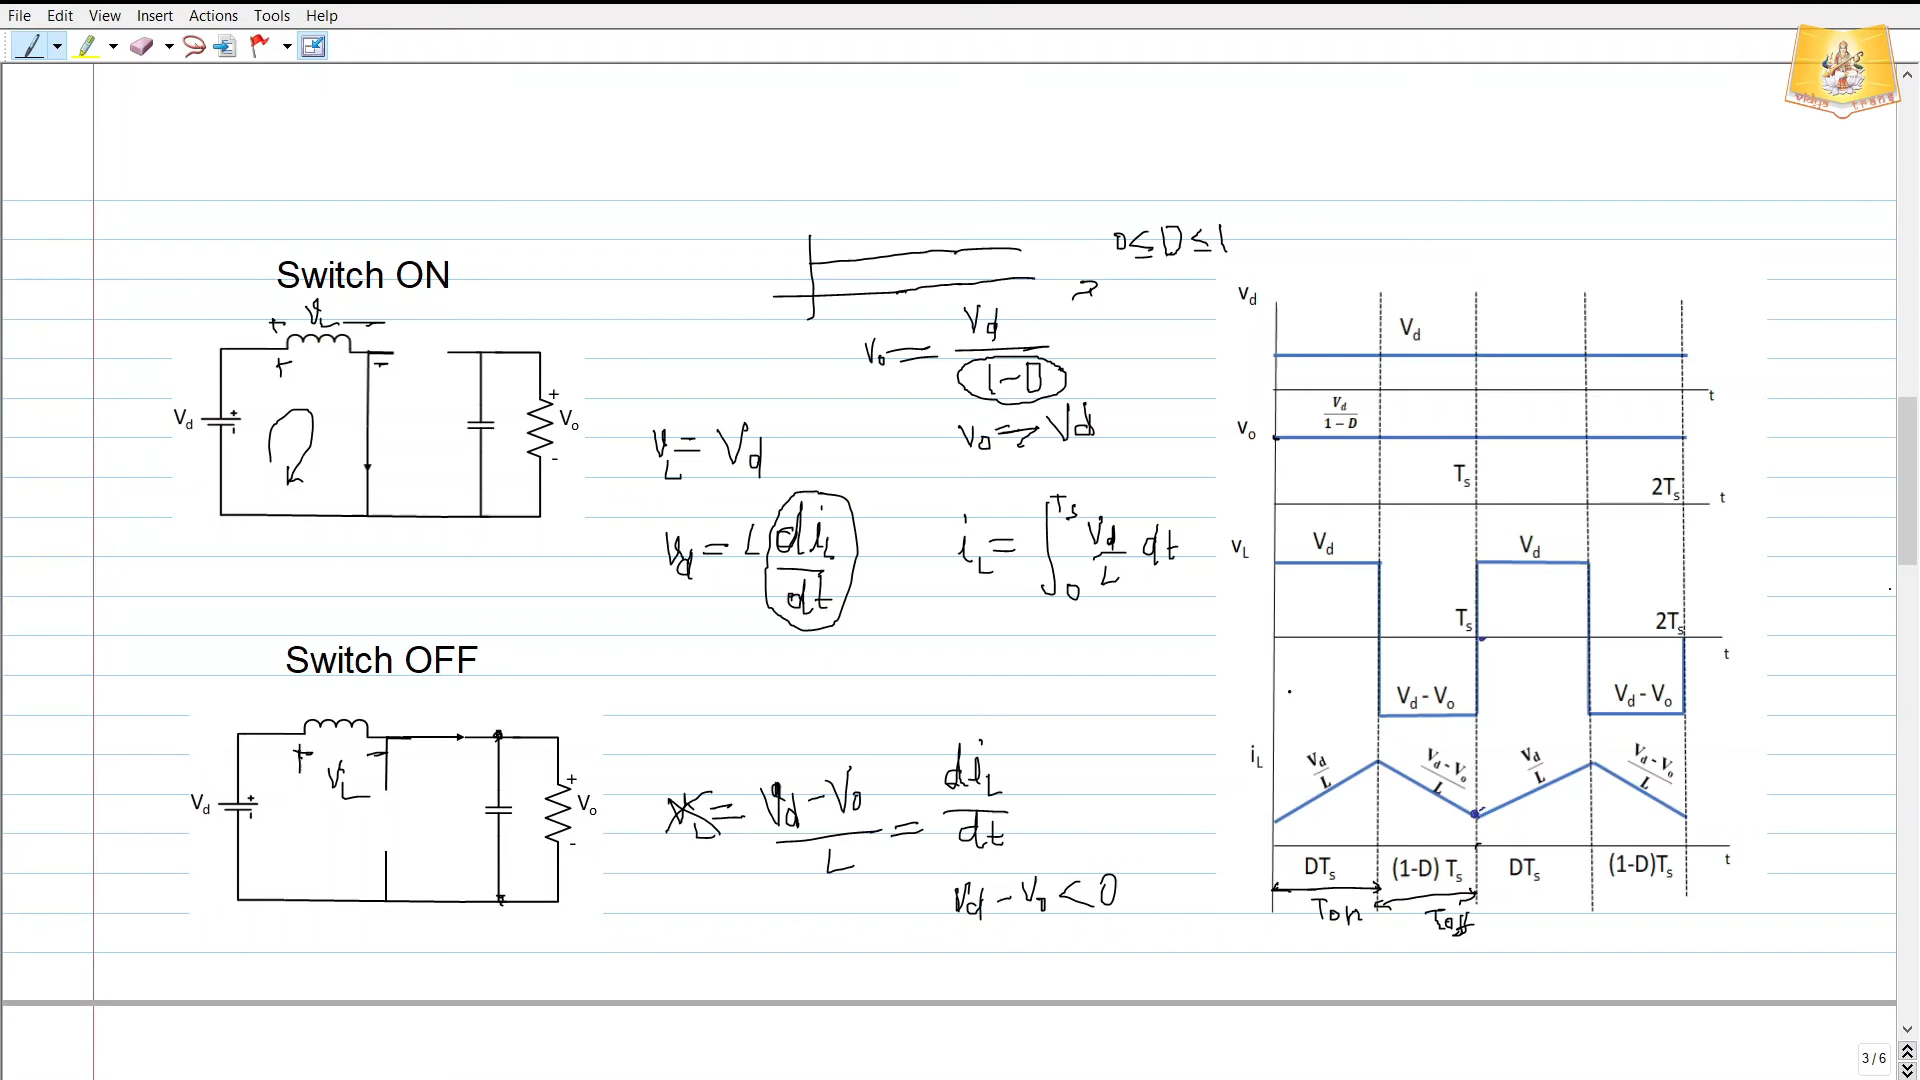 File Edit View Insert Actions Tools Help
0 ≤ D ≤ 1
Switch ON
+ vL —
+ –
Vd
+
-
+
Vo
-
Vo = Vd / (1-D)
vL = Vd
Vd = L diL/dt
iL = ∫₀^Ts Vd/L dt
Switch OFF
+ vL –
Vd
+
-
+
Vo
-
vL = (Vd - Vo)/L = diL/dt
Vd - Vo < 0
Vd
Vd
t
Vo
Vd/(1-D)
Ts 2Ts t
vL
Vd Vd
Ts 2Ts
t
Vd - Vo Vd - Vo
iL
Vd/L (Vd - Vo)/L Vd/L (Vd - Vo)/L
t
DTs (1-D) Ts DTs (1-D)Ts
Ton Toff
3 / 6